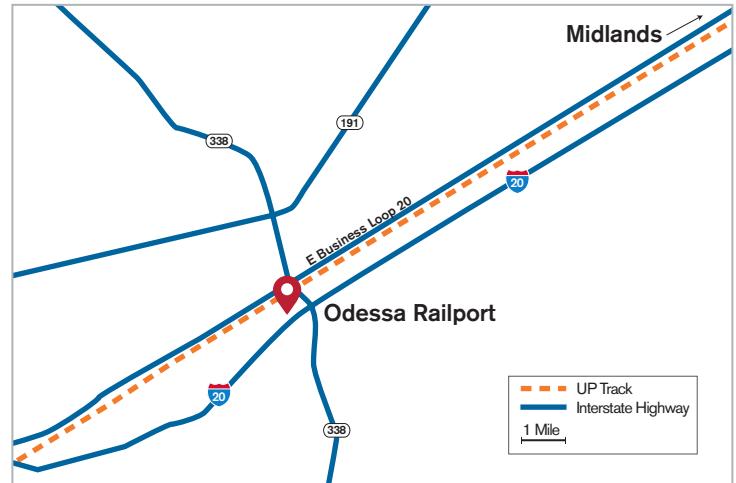 Midlands
191
338
20
E Business Loop 20
Odessa Railport
20
338
UP Track
Interstate Highway
1 Mile